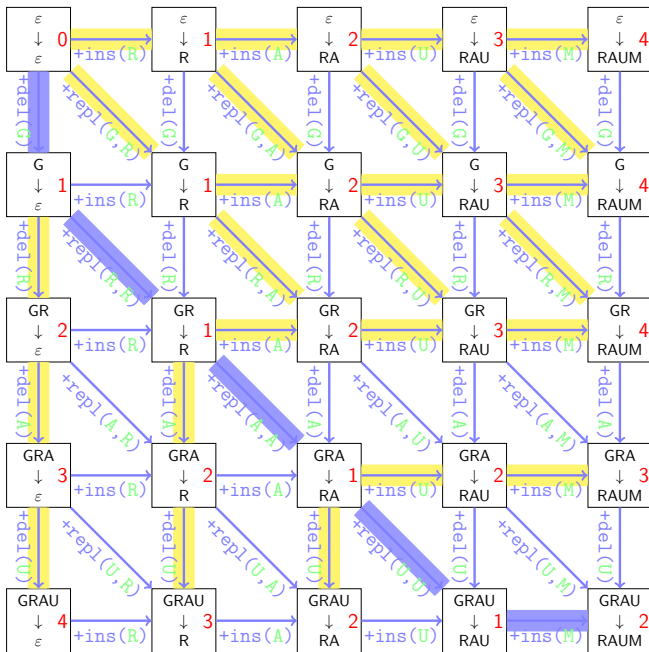 ε ε ε ε ε
↓ 0 ↓ 1 ↓ 2 ↓ 3 ↓ 4
ε +ins(R) R +ins(A) RA +ins(U) RAU +ins(M) RAUM
+del(G) +repl(G,R) +del(G) +repl(G,A) +del(G) +repl(G,U) +del(G) +repl(G,M) +del(G)
G G G G G
↓ 1 ↓ 1 ↓ 2 ↓ 3 ↓ 4
ε +ins(R) R +ins(A) RA +ins(U) RAU +ins(M) RAUM
+del(R) +repl(R,R) +del(R) +repl(R,A) +del(R) +repl(R,U) +del(R) +repl(R,M) +del(R)
GR GR GR GR GR
↓ 2 ↓ 1 ↓ 2 ↓ 3 ↓ 4
ε +ins(R) R +ins(A) RA +ins(U) RAU +ins(M) RAUM
+del(A) +repl(A,R) +del(A) +repl(A,A) +del(A) +repl(A,U) +del(A) +repl(A,M) +del(A)
GRA GRA GRA GRA GRA
↓ 3 ↓ 2 ↓ 1 ↓ 2 ↓ 3
ε +ins(R) R +ins(A) RA +ins(U) RAU +ins(M) RAUM
+del(U) +repl(U,R) +del(U) +repl(U,A) +del(U) +repl(U,U) +del(U) +repl(U,M) +del(U)
GRAU GRAU GRAU GRAU GRAU
↓ 4 ↓ 3 ↓ 2 ↓ 1 ↓ 2
ε +ins(R) R +ins(A) RA +ins(U) RAU +ins(M) RAUM